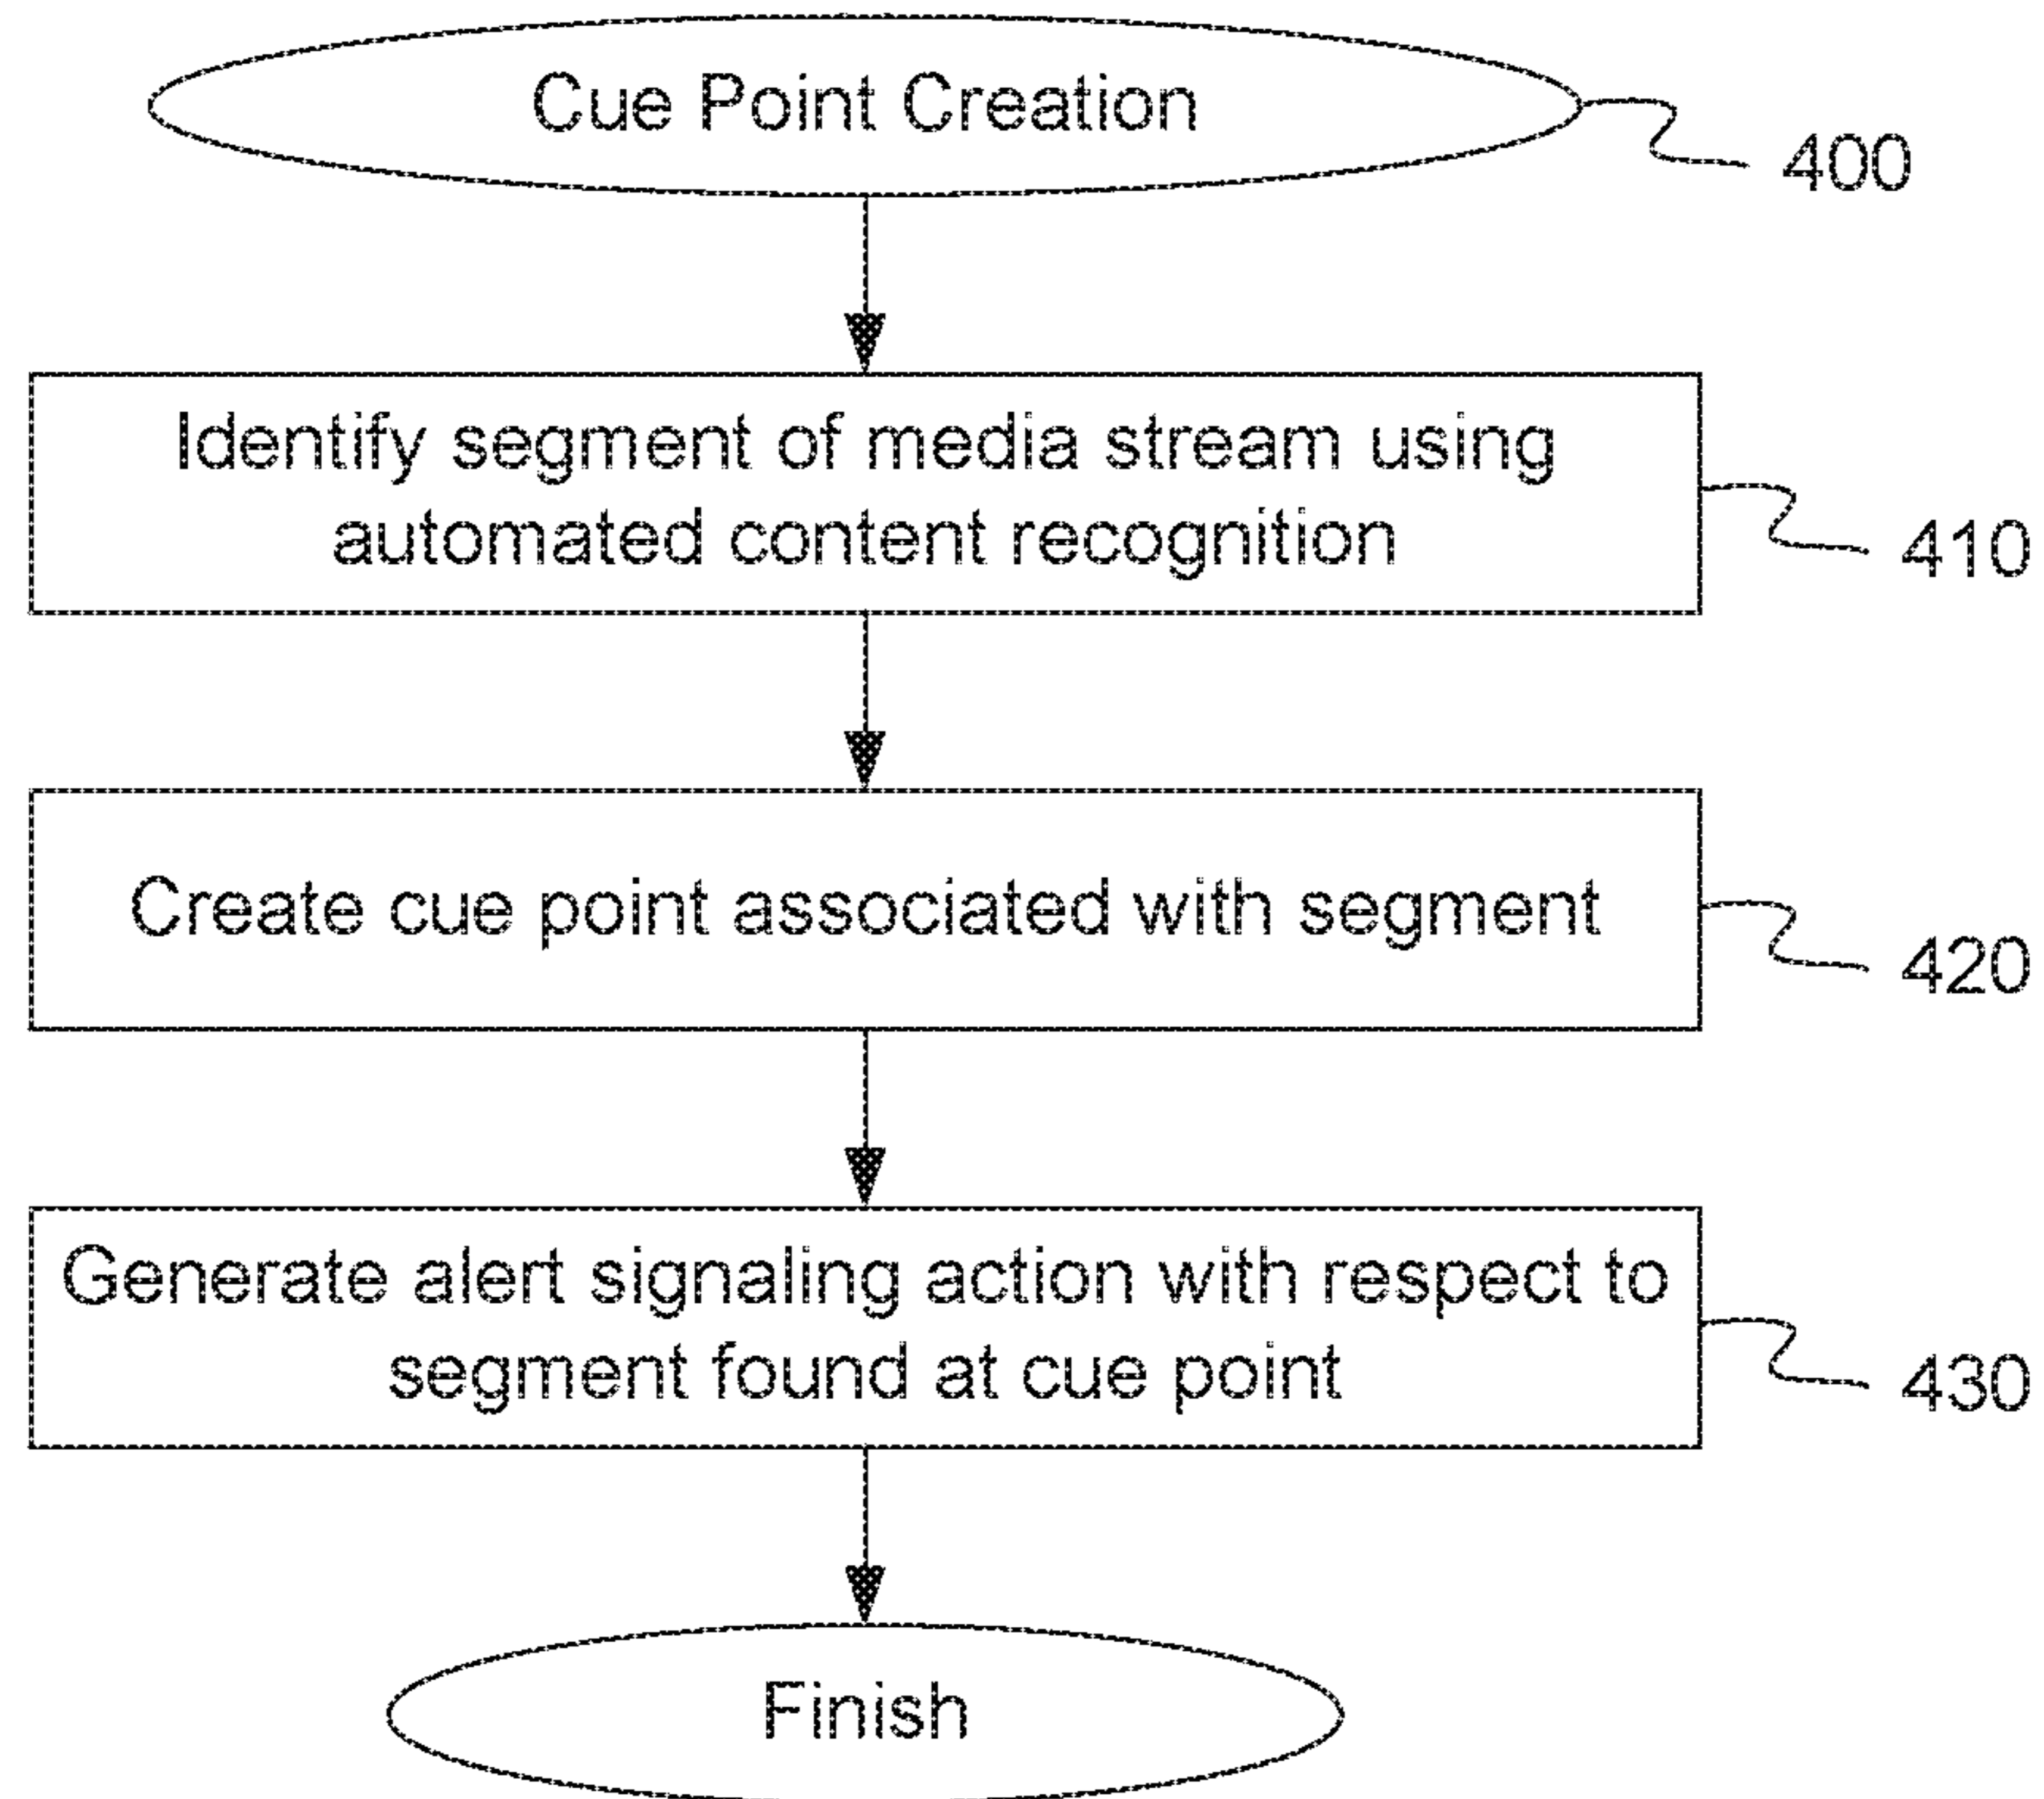 Cue Point Creation
400
Identify segment of media stream using
automated content recognition
410
Create cue point associated with segment
420
Generate alert signaling action with respect to
segment found at cue point
430
Finish